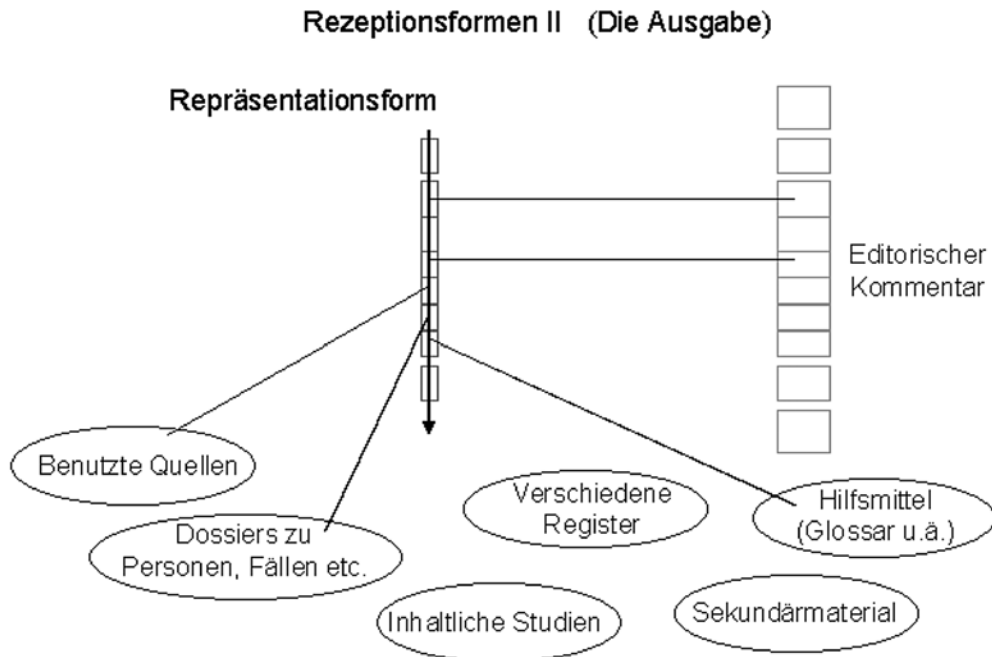 Rezeptionsformen II (Die Ausgabe)
Repräsentationsform
Editorischer
Kommentar
Benutzte Quellen
Verschiedene
Register
Hilfsmittel
(Glossar u.ä.)
Dossiers zu
Personen, Fällen etc.
Inhaltliche Studien
Sekundärmaterial